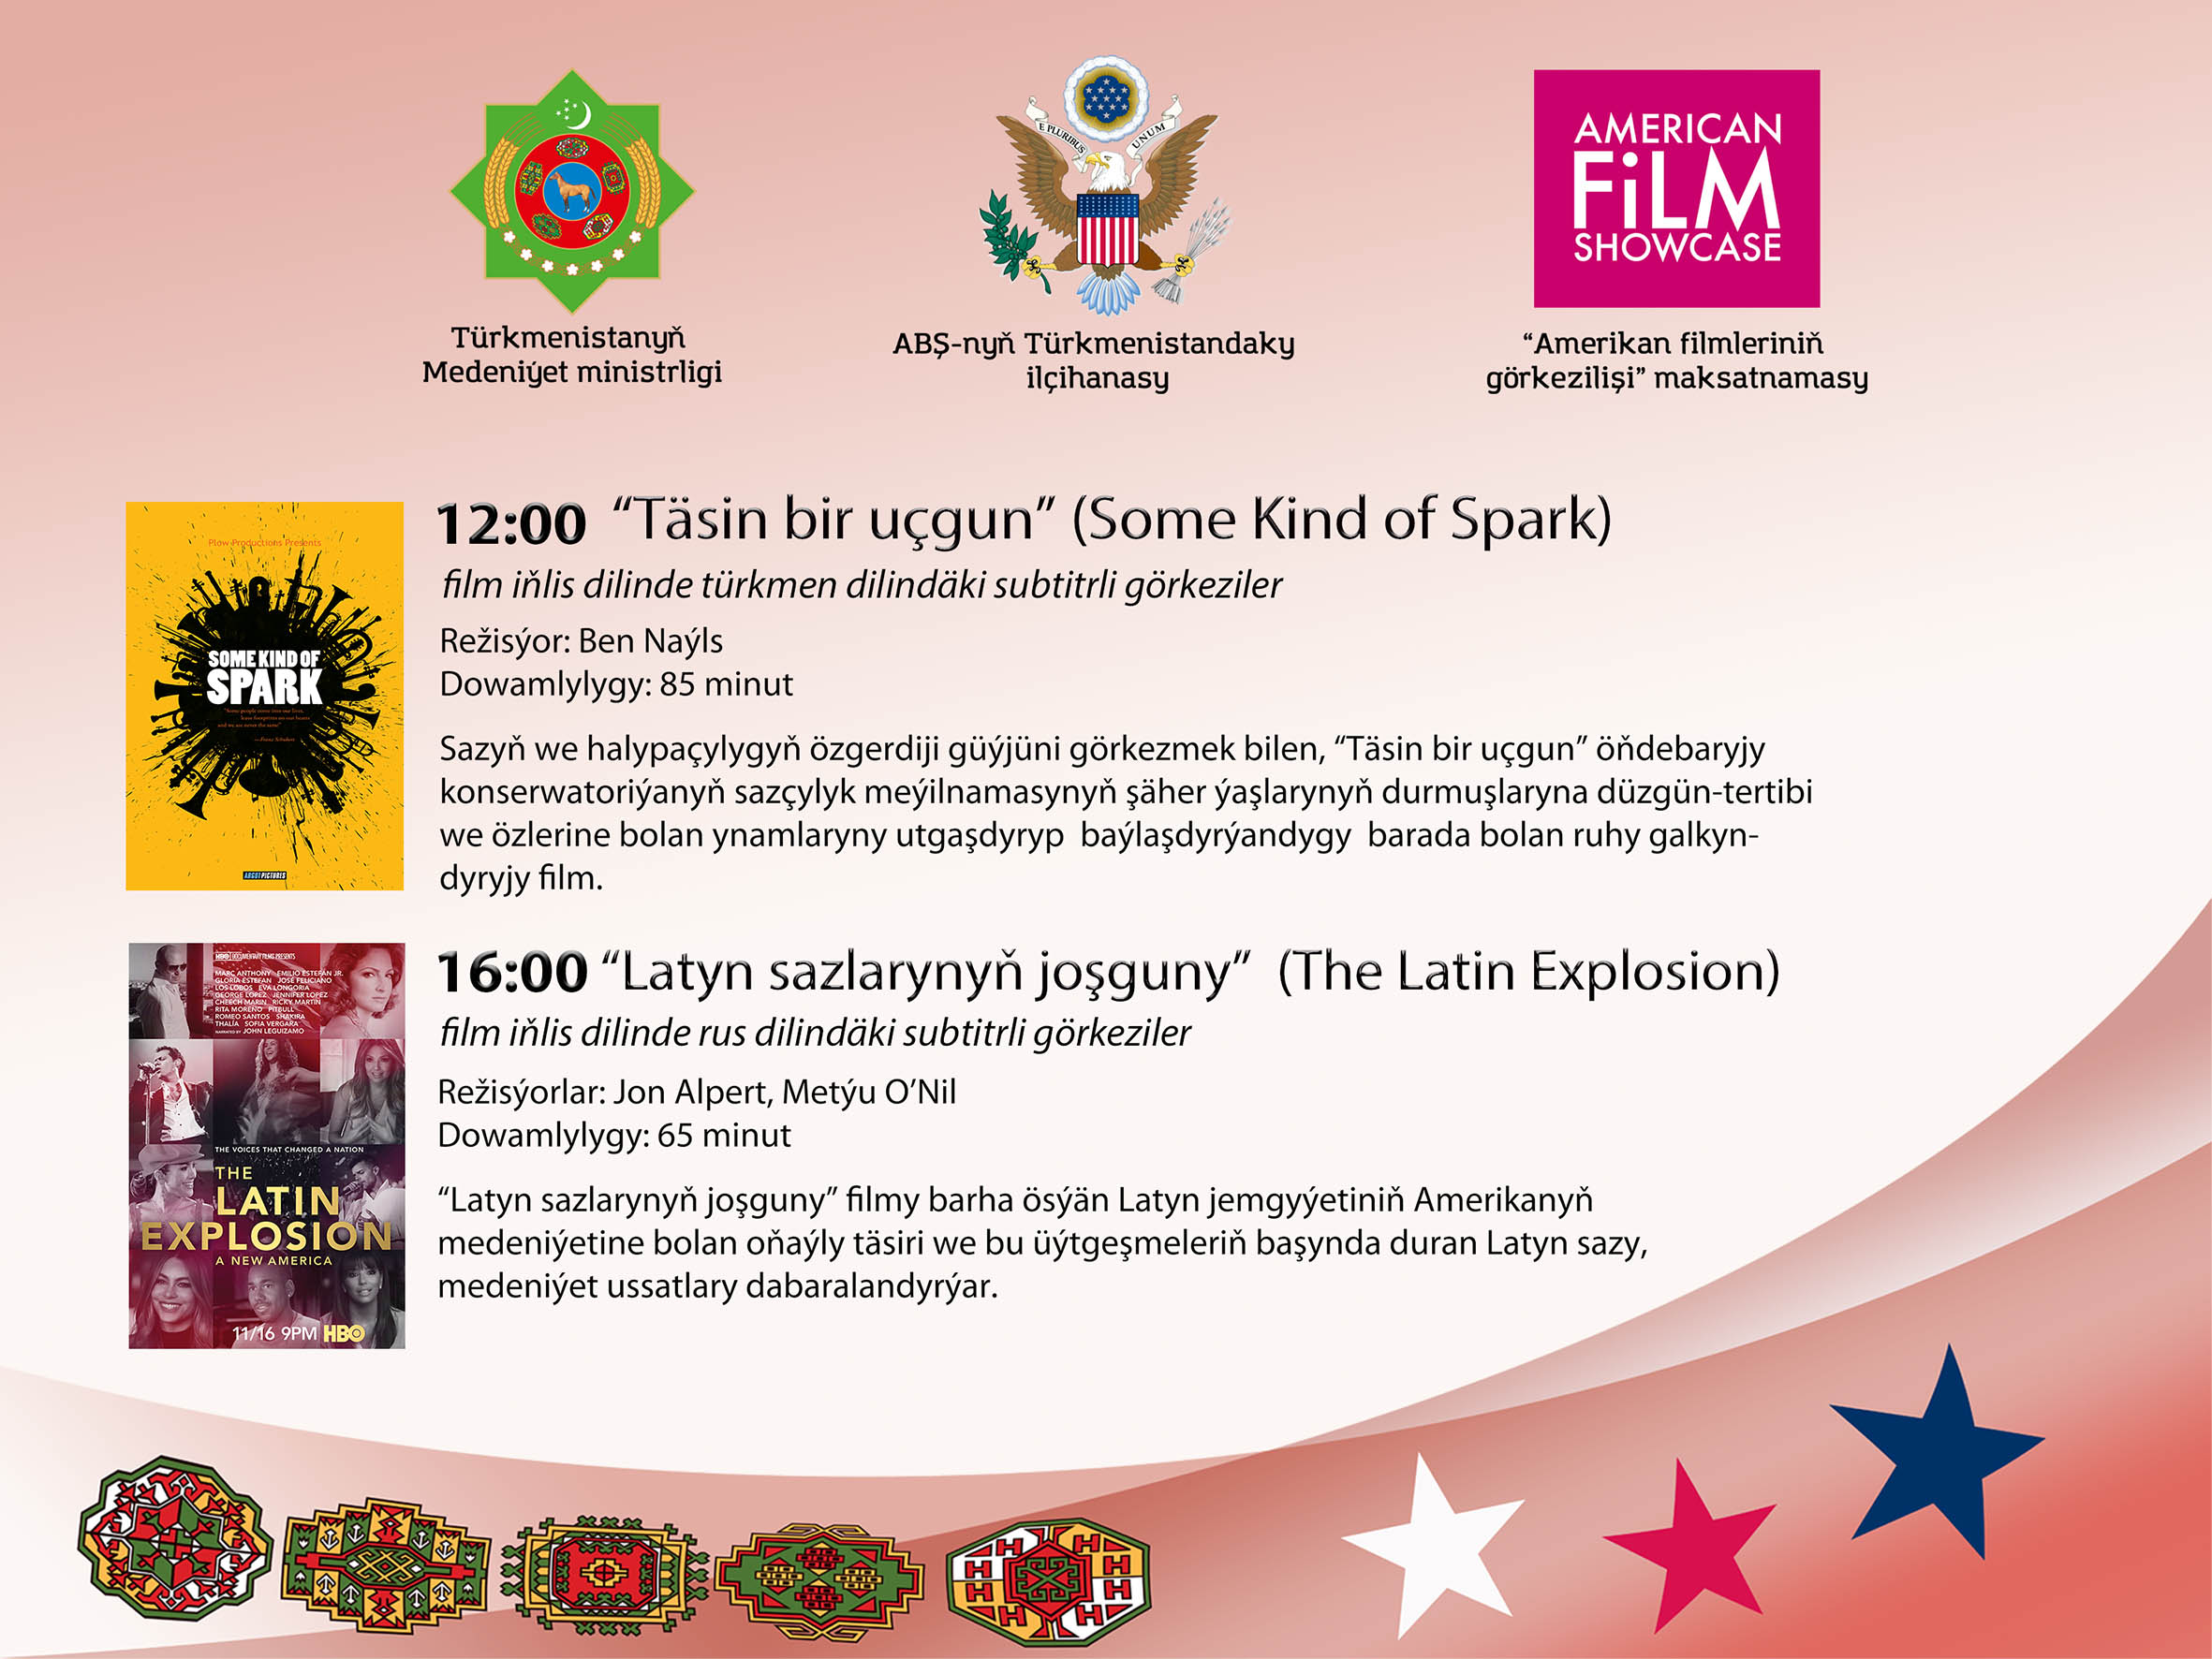 E PLURIBUS UNUM
AMERICAN
FiLM
SHOWCASE
Türkmenistanyň
Medeniýet ministrligi
ABŞ-nyň Türkmenistandaky
ilçihanasy
“Amerikan filmleriniň
görkezilişi” maksatnamasy
Plow Productions Presents
SOME KIND OF
SPARK
—Franz Schubert
ARGOT PICTURES
12:00 “Täsin bir uçgun” (Some Kind of Spark)
film iňlis dilinde türkmen dilindäki subtitrli görkeziler
Režisýor: Ben Naýls
Dowamlylygy: 85 minut
Sazyň we halypaçylygyň özgerdiji güýjüni görkezmek bilen, “Täsin bir uçgun” öňdebaryjy
konserwatoriýanyň sazçylyk meýilnamasynyň şäher ýaşlarynyň durmuşlaryna düzgün-tertibi
we özlerine bolan ynamlaryny utgaşdyryp baýlaşdyrýandygy barada bolan ruhy galkyn-
dyryjy film.
HBO DOCUMENTARY FILMS PRESENTS
MARC ANTHONY EMILIO ESTEFAN JR.
GLORIA ESTEFAN JOSÉ FELICIANO
LOS LOBOS EVA LONGORIA
GEORGE LOPEZ JENNIFER LOPEZ
CHEECH MARIN RICKY MARTIN
RITA MORENO PITBULL
ROMEO SANTOS SHAKIRA
THALÍA SOFIA VERGARA
NARRATED BY JOHN LEGUIZAMO
THE VOICES THAT CHANGED A NATION
THE
LATIN
EXPLOSION
A NEW AMERICA
11/16 9PM HBO
16:00 “Latyn sazlarynyň joşguny” (The Latin Explosion)
film iňlis dilinde rus dilindäki subtitrli görkeziler
Režisýorlar: Jon Alpert, Metýu O’Nil
Dowamlylygy: 65 minut
“Latyn sazlarynyň joşguny” filmy barha ösýän Latyn jemgyýetiniň Amerikanyň
medeniýetine bolan oňaýly täsiri we bu üýtgeşmeleriň başynda duran Latyn sazy,
medeniýet ussatlary dabaralandyrýar.